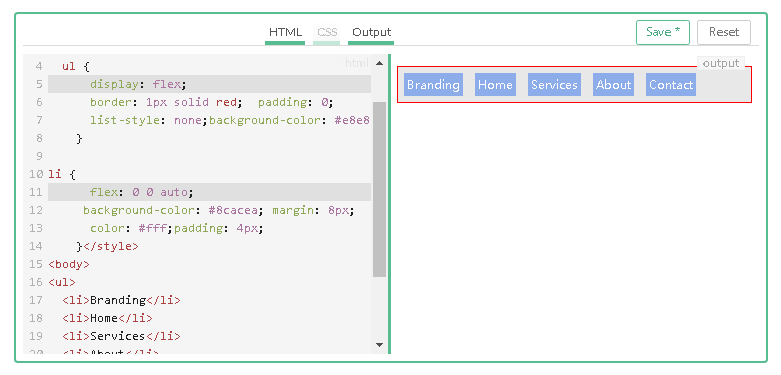 HTML CSS Output Save * Reset
html
output
4 ul {
5 display: flex;
6 border: 1px solid red; padding: 0;
7 list-style: none;background-color: #e8e8
8 }
9
10 li {
11 flex: 0 0 auto;
12 background-color: #8cacea; margin: 8px;
13 color: #fff;padding: 4px;
14 }</style>
15 <body>
16 <ul>
17 <li>Branding</li>
18 <li>Home</li>
19 <li>Services</li>
20 <li>About</li>
Branding Home Services About Contact